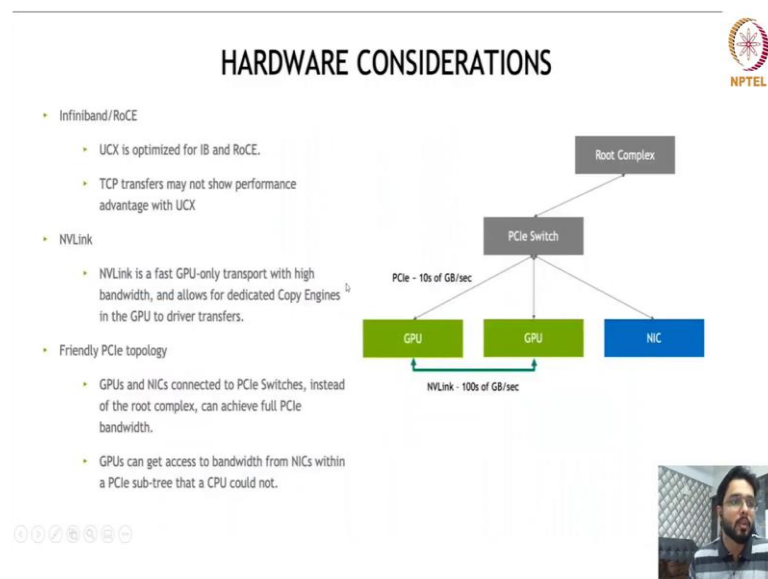 HARDWARE CONSIDERATIONS
NPTEL
Infiniband/RoCE
UCX is optimized for IB and RoCE.
TCP transfers may not show performance
advantage with UCX
NVLink
NVLink is a fast GPU-only transport with high
bandwidth, and allows for dedicated Copy Engines
in the GPU to driver transfers.
Friendly PCIe topology
GPUs and NICs connected to PCIe Switches, instead
of the root complex, can achieve full PCIe
bandwidth.
GPUs can get access to bandwidth from NICs within
a PCIe sub-tree that a CPU could not.
Root Complex
PCIe Switch
PCIe - 10s of GB/sec
GPU
GPU
NIC
NVLink - 100s of GB/sec